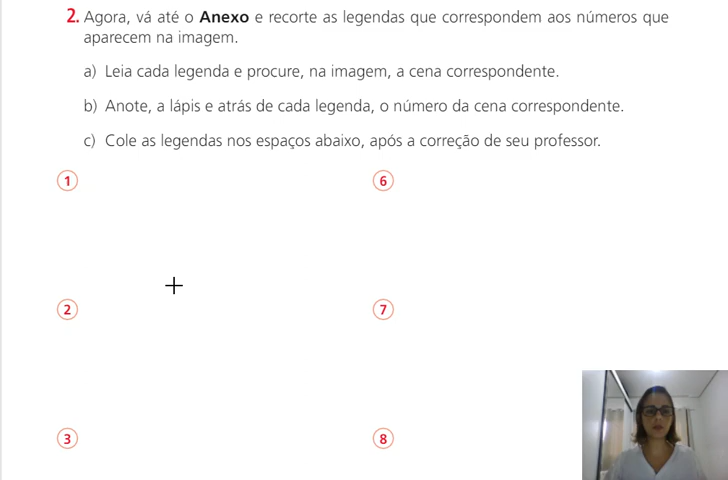 2. Agora, vá até o Anexo e recorte as legendas que correspondem aos números que
aparecem na imagem.
a) Leia cada legenda e procure, na imagem, a cena correspondente.
b) Anote, a lápis e atrás de cada legenda, o número da cena correspondente.
c) Cole as legendas nos espaços abaixo, após a correção de seu professor.
1
6
2
7
3
8